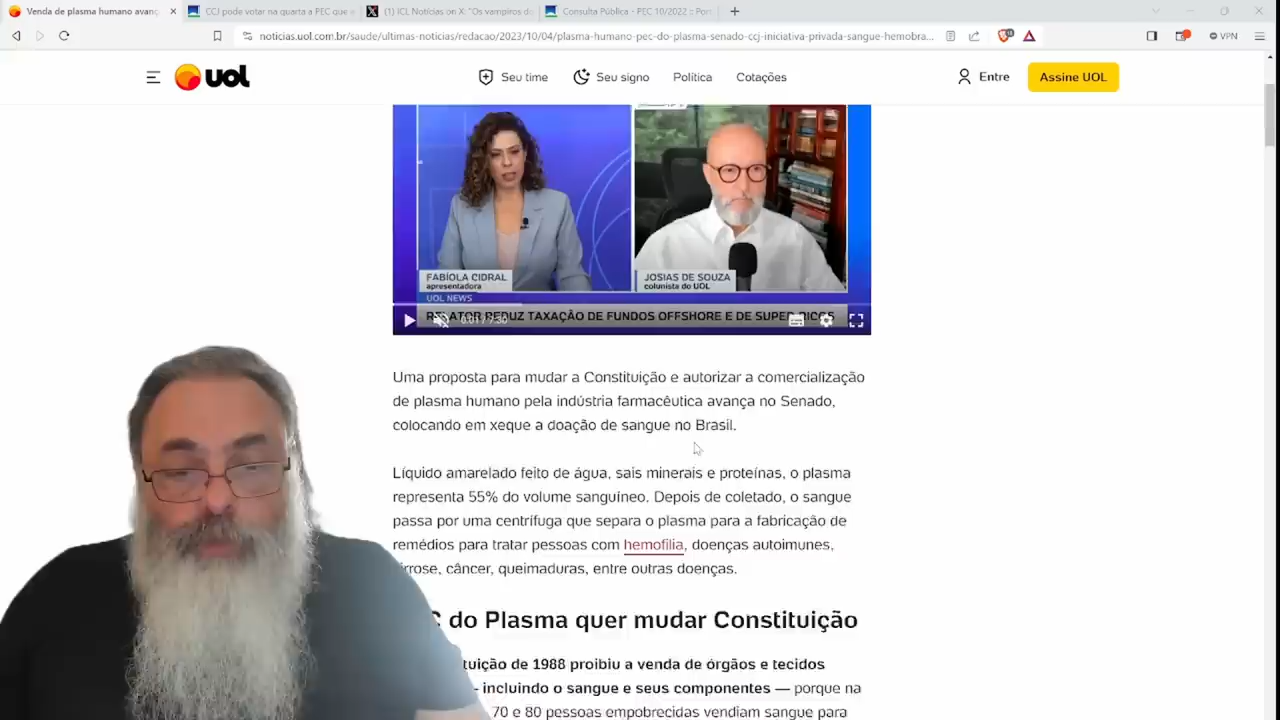 Venda de plasma humano avanç
CCJ pode votar na quarta a PEC que a
(1) ICL Notícias on X: "Os vampiros d
Consulta Pública - PEC 10/2022 :: Por
noticias.uol.com.br/saude/ultimas-noticias/redacao/2023/10/04/plasma-humano-pec-do-plasma-senado-ccj-iniciativa-privada-sangue-hemobra...
VPN
uol
Seu time
Seu signo
Política
Cotações
Entre
Assine UOL
FABÍOLA CIDRAL
apresentadora
JOSIAS DE SOUZA
colunista do UOL
UOL NEWS
TAXAÇÃO DE FUNDOS OFFSHORE E DE SUPER
Uma proposta para mudar a Constituição e autorizar a comercialização
de plasma humano pela indústria farmacêutica avança no Senado,
colocando em xeque a doação de sangue no Brasil.
Líquido amarelado feito de água, sais minerais e proteínas, o plasma
representa 55% do volume sanguíneo. Depois de coletado, o sangue
passa por uma centrífuga que separa o plasma para a fabricação de
remédios para tratar pessoas com hemofilia, doenças autoimunes,
irrose, câncer, queimaduras, entre outras doenças.
C do Plasma quer mudar Constituição
tuição de 1988 proibiu a venda de órgãos e tecidos
— incluindo o sangue e seus componentes — porque na
70 e 80 pessoas empobrecidas vendiam sangue para